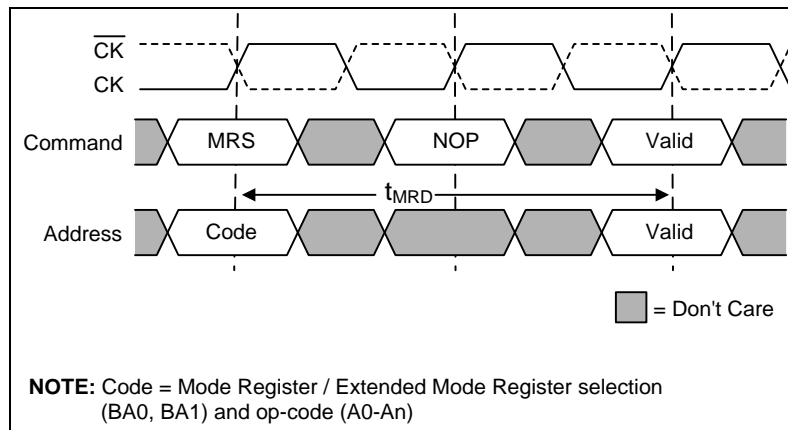 CK
CK
Command MRS NOP Valid
tMRD
Address Code Valid
= Don't Care
NOTE: Code = Mode Register / Extended Mode Register selection
(BA0, BA1) and op-code (A0-An)